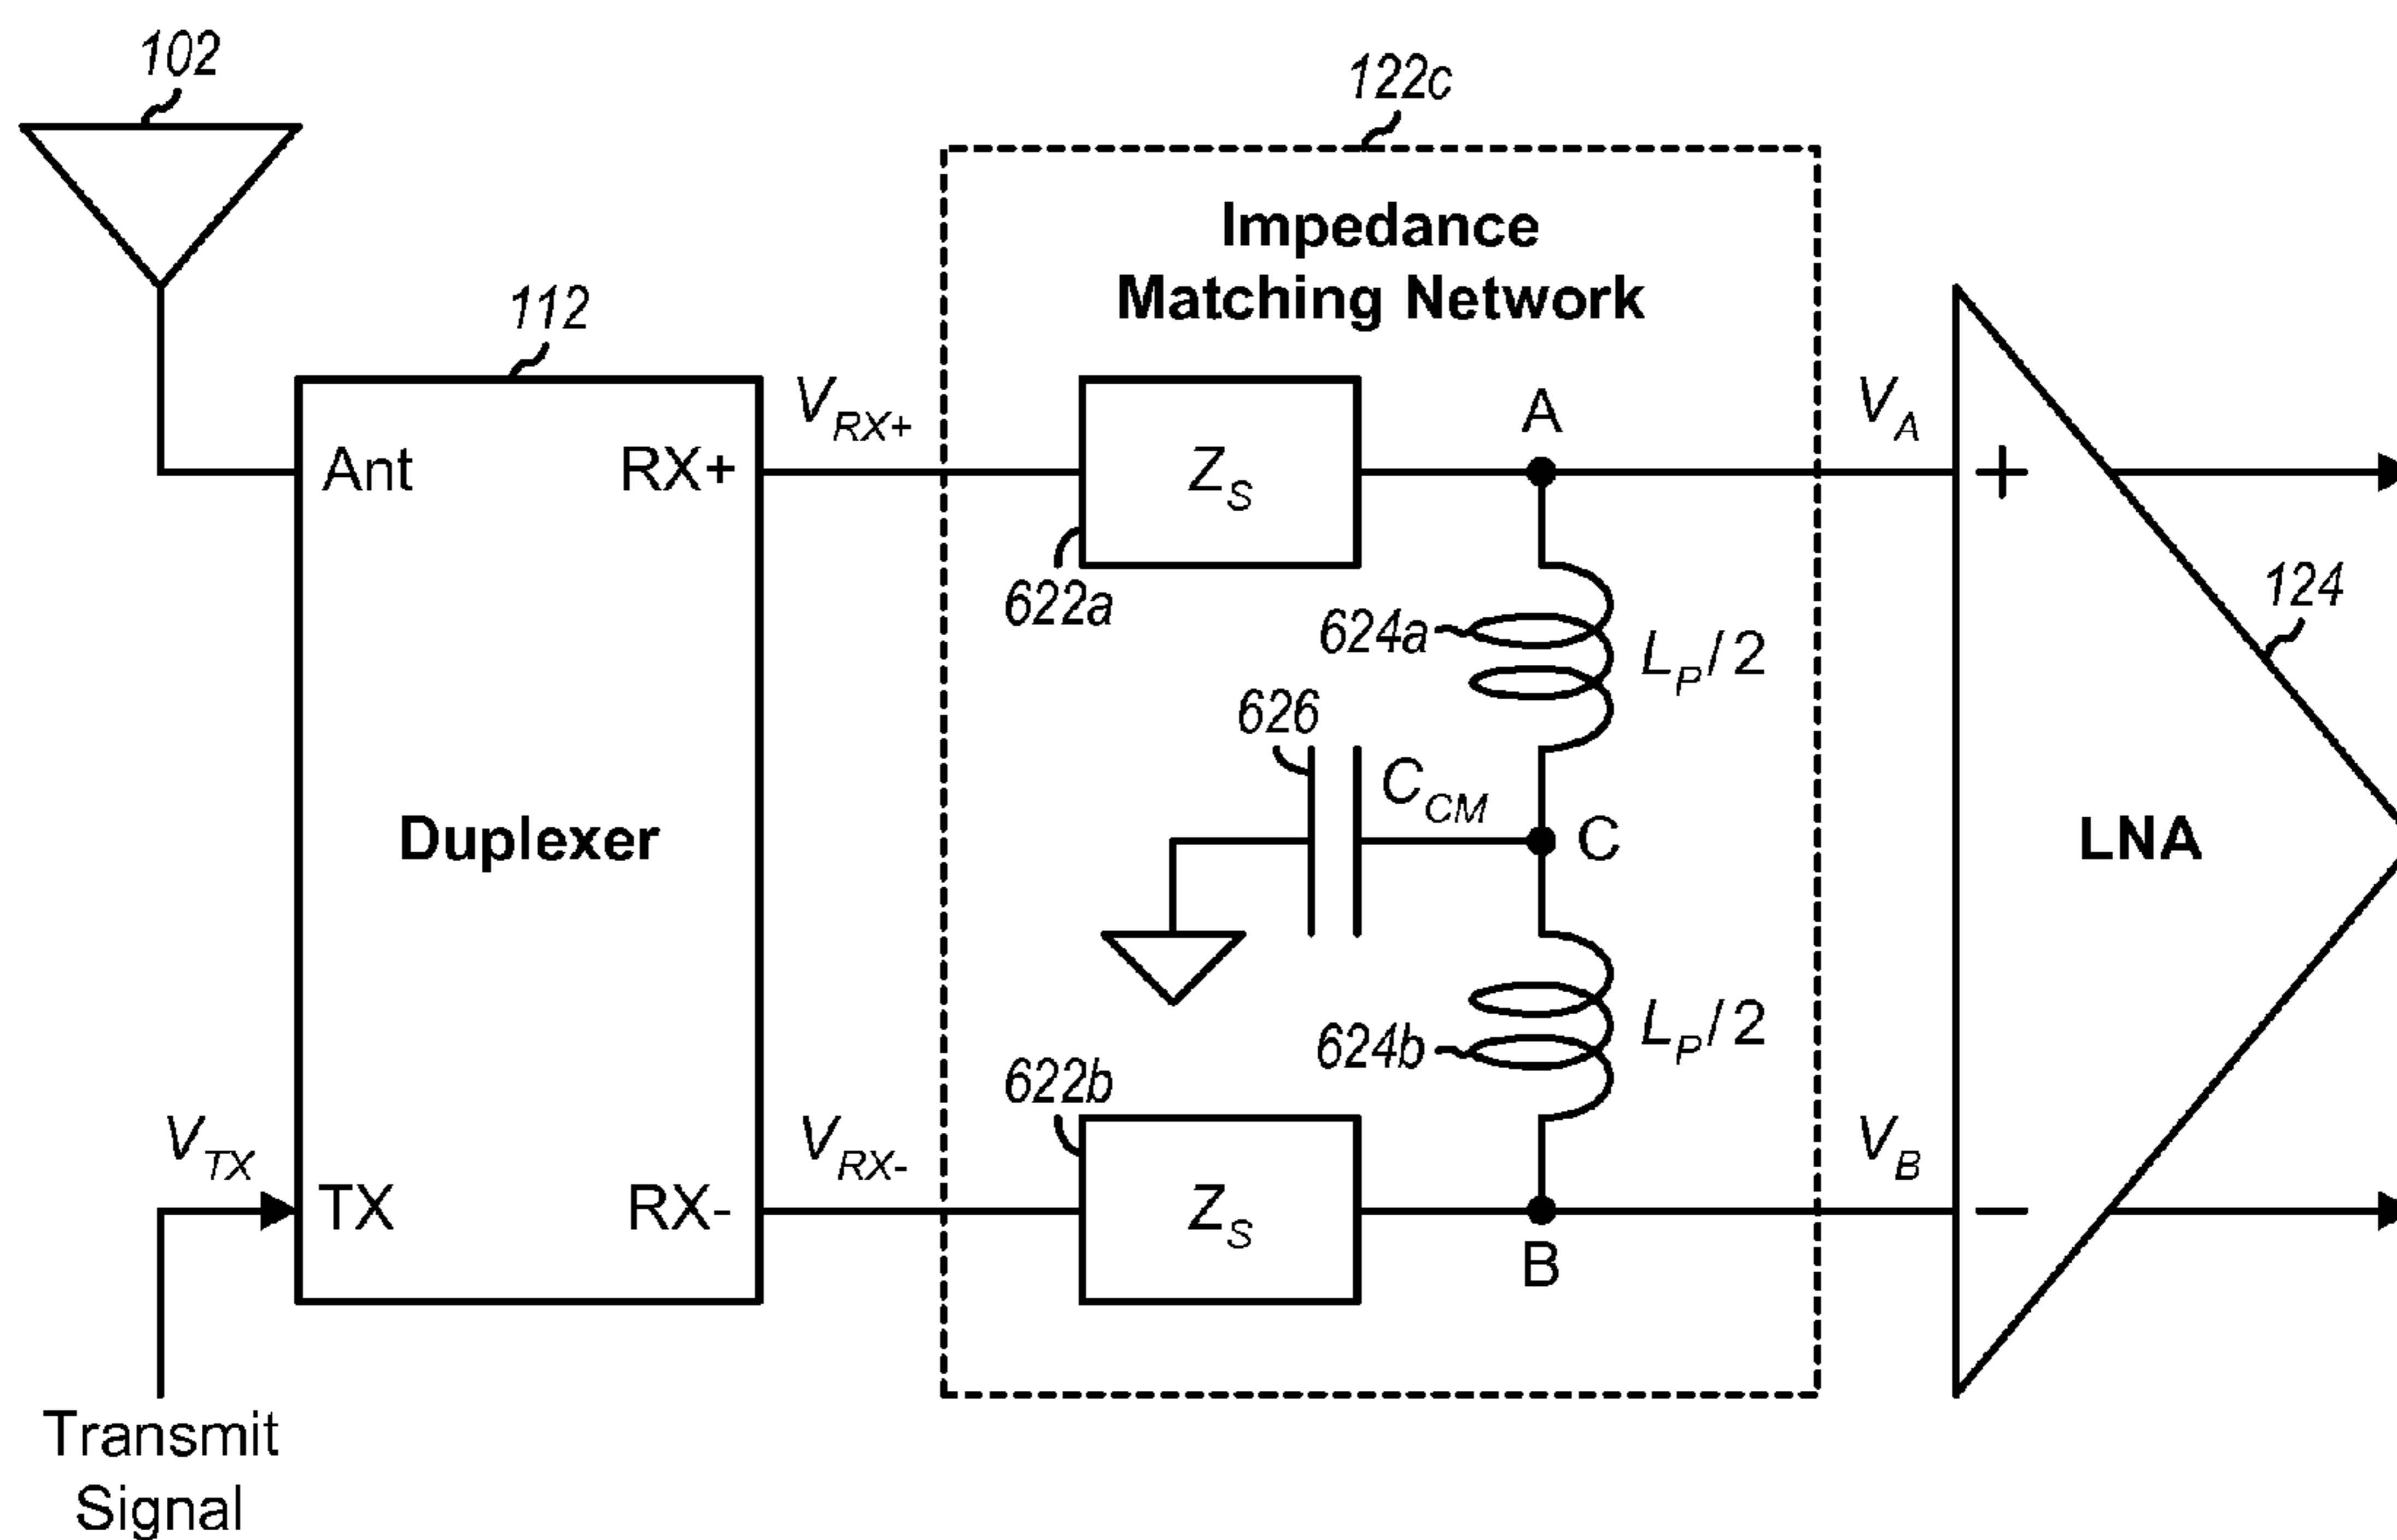 102
122c
Impedance
Matching Network
112
V_RX+
A
V_A
Ant
RX+
Z_S
+
622a
624a
L_P/2
124
626
C_CM
C
Duplexer
LNA
622b
624b
L_P/2
V_TX
V_RX-
V_B
TX
RX-
Z_S
−
B
Transmit
Signal